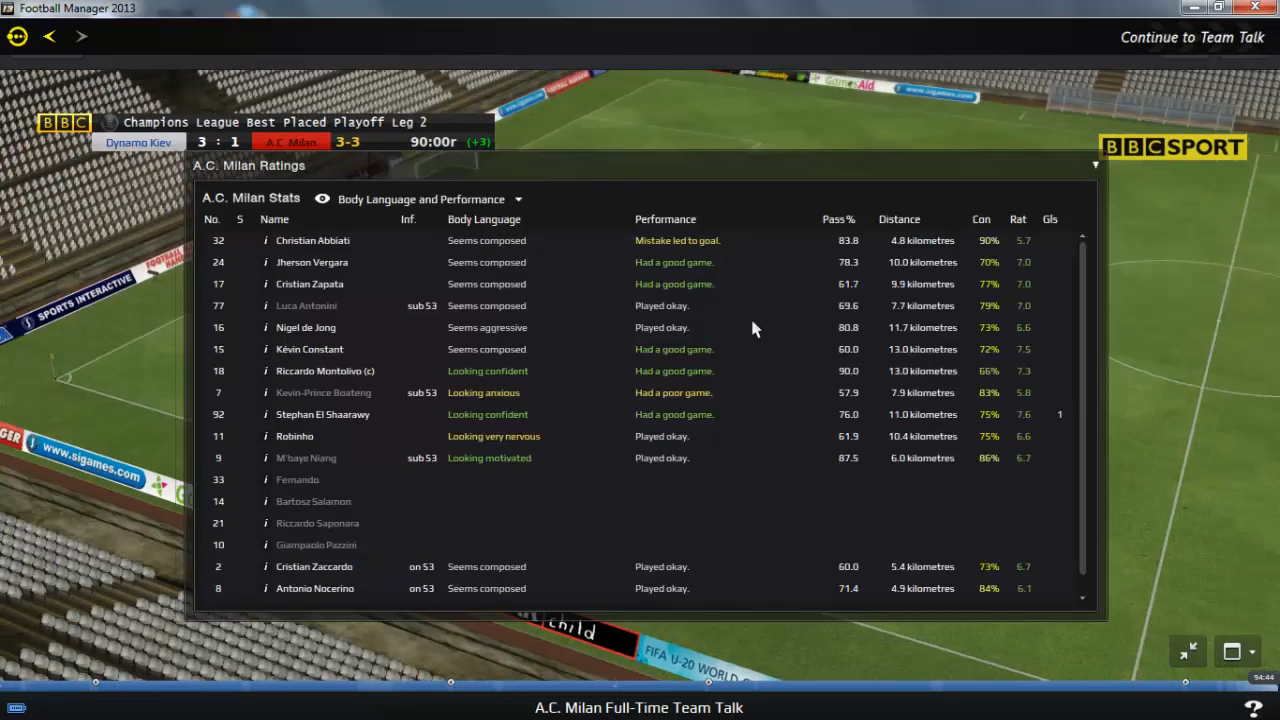 Football Manager 2013
Continue to Team Talk
BBC Champions League Best Placed Playoff Leg 2
Dynamo Kiev 3 : 1 A.C. Milan 3-3 90:00r (+3)
BBC SPORT
A.C. Milan Ratings
A.C. Milan Stats Body Language and Performance
No. S Name Inf. Body Language Performance Pass % Distance Con Rat Gls
32 i Christian Abbiati Seems composed Mistake led to goal. 83.8 4.8 kilometres 90% 5.7
24 i Jherson Vergara Seems composed Had a good game. 78.3 10.0 kilometres 70% 7.0
17 i Cristian Zapata Seems composed Had a good game. 61.7 9.9 kilometres 77% 7.0
77 i Luca Antonini sub 53 Seems composed Played okay. 69.6 7.7 kilometres 79% 7.0
16 i Nigel de Jong Seems aggressive Played okay. 80.8 11.7 kilometres 73% 6.6
15 i Kévin Constant Seems composed Had a good game. 60.0 13.0 kilometres 72% 7.5
18 i Riccardo Montolivo (c) Looking confident Had a good game. 90.0 13.0 kilometres 66% 7.3
7 i Kevin-Prince Boateng sub 53 Looking anxious Had a poor game. 57.9 7.9 kilometres 83% 5.8
92 i Stephan El Shaarawy Looking confident Had a good game. 76.0 11.0 kilometres 75% 7.6 1
11 i Robinho Looking very nervous Played okay. 61.9 10.4 kilometres 75% 6.6
9 i M'baye Niang sub 53 Looking motivated Played okay. 87.5 6.0 kilometres 86% 6.7
33 i Fernando
14 i Bartosz Salamon
21 i Riccardo Saponara
10 i Giampaolo Pazzini
2 i Cristian Zaccardo on 53 Seems composed Played okay. 60.0 5.4 kilometres 73% 6.7
8 i Antonio Nocerino on 53 Seems composed Played okay. 71.4 4.9 kilometres 84% 6.1
SPORTS INTERACTIVE
www.sigames.com
GamesAid
www.sigames.com
www.sigames.com
child
FIFA U-20 WORLD
94:44
A.C. Milan Full-Time Team Talk
?